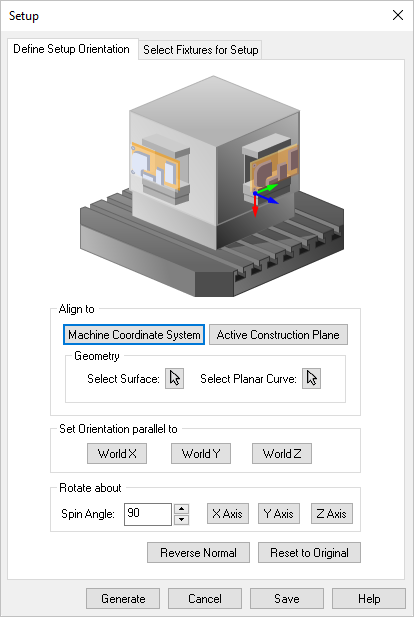 Setup
Define Setup Orientation Select Fixtures for Setup
Align to
Machine Coordinate System Active Construction Plane
Geometry
Select Surface: Select Planar Curve:
Set Orientation parallel to
World X World Y World Z
Rotate about
Spin Angle: 90 X Axis Y Axis Z Axis
Reverse Normal Reset to Original
Generate Cancel Save Help